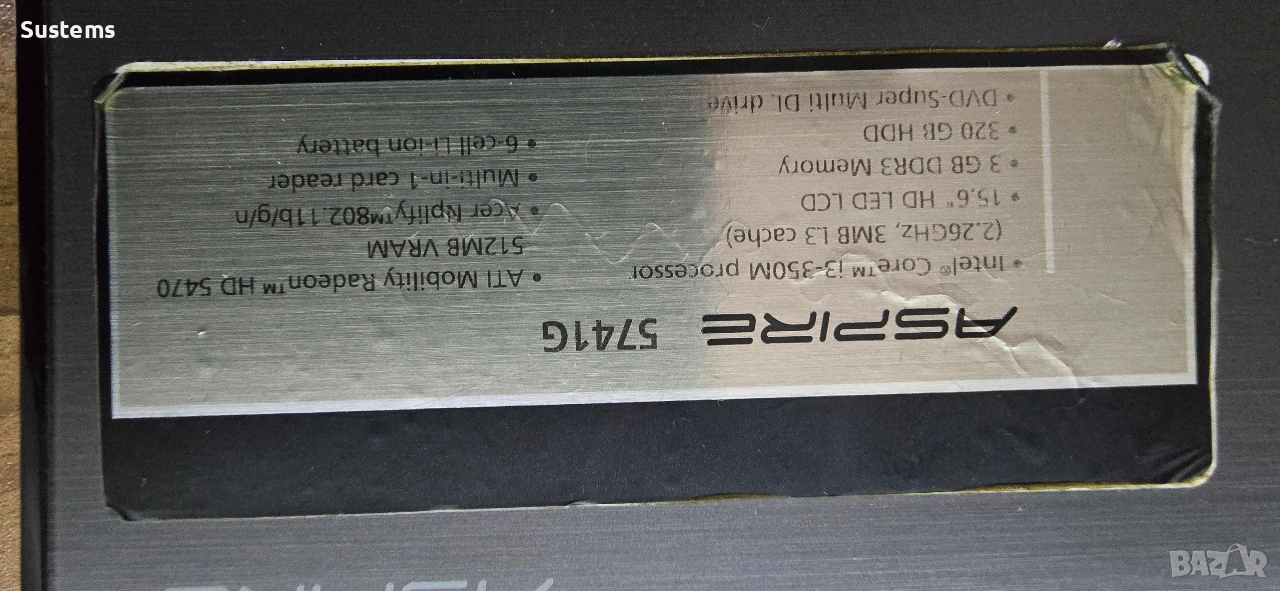 Sustems
ASPIRE 5741G
• Intel® Core™ i3-350M processor
(2.26GHz, 3MB L3 cache)
• 15.6" HD LED LCD
• 3 GB DDR3 Memory
• 320 GB HDD
• DVD-Super Multi DL drive
• ATI Mobility Radeon™ HD 5470
512MB VRAM
• Acer Nplify™802.11b/g/n
• Multi-in-1 card reader
• 6-cell Li-ion battery
BAZAR